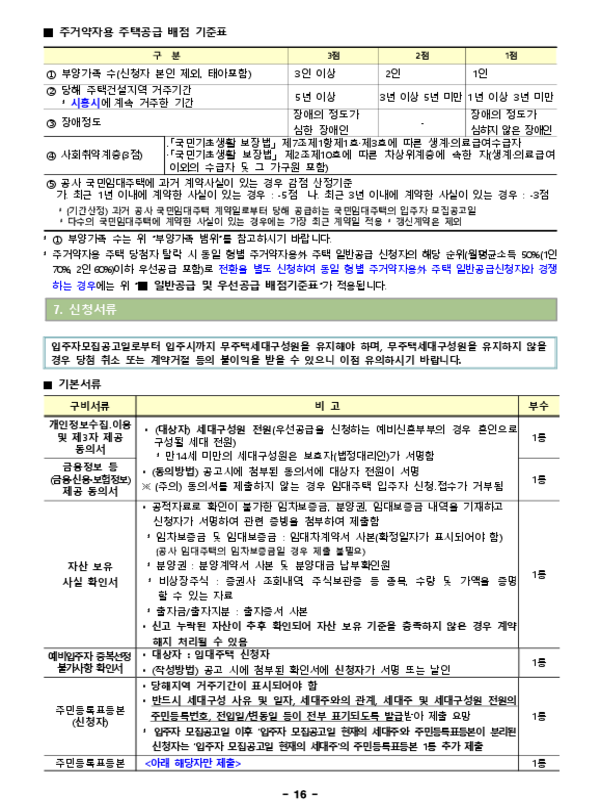 ■ 주거약자용 주택공급 배점 기준표
구 분 3점 2점 1점
① 부양가족 수(신청자 본인 제외, 태아포함) 3인 이상 2인 1인
② 당해 주택건설지역 거주기간
* 시흥시에 계속 거주한 기간
5년 이상 3년 이상 5년 미만 1년 이상 3년 미만
③ 장애정도 장애의 정도가 심한 장애인 - 장애의 정도가 심하지 않은 장애인
④ 사회취약계층(3점)
·「국민기초생활 보장법」 제7조제1항제1호·제3호에 따른 생계·의료급여수급자
·「국민기초생활 보장법」 제2조제10호에 따른 차상위계층에 속한 자(생계·의료급여
이외의 수급자 및 그 가구원 포함)
⑤ 공사 국민임대주택에 과거 계약사실이 있는 경우 감점 산정기준
가. 최근 1년 이내에 계약한 사실이 있는 경우 : -5점 나. 최근 3년 이내에 계약한 사실이 있는 경우 : -3점
* (기간산정) 과거 공사 국민임대주택 계약일로부터 당해 공급하는 국민임대주택의 입주자 모집공고일
* 다수의 국민임대주택에 계약한 사실이 있는 경우에는 가장 최근 계약일 적용 * 갱신계약은 제외
* ① 부양가족 수는 위 “부양가족 범위”를 참고하시기 바랍니다.
* 주거약자용 주택 당첨자 탈락 시 동일 형별 주거약자용外 주택 일반공급 신청자의 해당 순위(월평균소득 50%(1인
70%, 2인 60%)이하 우선공급 포함)로 전환을 별도 신청하여 동일 형별 주거약자용外 주택 일반공급신청자와 경쟁
하는 경우에는 위 “■ 일반공급 및 우선공급 배점기준표”가 적용됩니다.
7. 신청서류
입주자모집공고일로부터 입주시까지 무주택세대구성원을 유지해야 하며, 무주택세대구성원을 유지하지 않을
경우 당첨 취소 또는 계약거절 등의 불이익을 받을 수 있으니 이점 유의하시기 바랍니다.
■ 기본서류
구비서류 비 고 부수
개인정보수집.이용
및 제3자 제공
동의서
1통
금융정보 등
(금융·신용·보험정보)
제공 동의서
1통
• (대상자) 세대구성원 전원(우선공급을 신청하는 예비신혼부부의 경우 혼인으로
구성될 세대 전원)
* 만14세 미만의 세대구성원은 보호자(법정대리인)가 서명함
• (동의방법) 공고시에 첨부된 동의서에 대상자 전원이 서명
※ (주의) 동의서를 제출하지 않는 경우 임대주택 입주자 신청.접수가 거부됨
자산 보유
사실 확인서
• 공적자료로 확인이 불가한 임차보증금, 분양권, 임대보증금 내역을 기재하고
신청자가 서명하여 관련 증빙을 첨부하여 제출함
* 임차보증금 및 임대보증금 : 임대차계약서 사본(확정일자가 표시되어야 함)
(공사 임대주택의 임차보증금일 경우 제출 불필요)
* 분양권 : 분양계약서 사본 및 분양대금 납부확인원
* 비상장주식 : 증권사 조회내역, 주식보관증 등 종목, 수량 및 가액을 증명
할 수 있는 자료
* 출자금/출자지분 : 출자증서 사본
• 신고 누락된 자산이 추후 확인되어 자산 보유 기준을 충족하지 않은 경우 계약
해지 처리될 수 있음
1통
예비입주자 중복선정
불가사항 확인서
• 대상자 : 임대주택 신청자
• (작성방법) 공고 시에 첨부된 확인서에 신청자가 서명 또는 날인
1통
주민등록표등본
(신청자)
• 당해지역 거주기간이 표시되어야 함
• 반드시 세대구성 사유 및 일자, 세대주와의 관계, 세대주 및 세대구성원 전원의
주민등록번호, 전입일/변동일 등이 전부 표기되도록 발급받아 제출 요망
* 입주자 모집공고일 이후 ‘입주자 모집공고일 현재의 세대주와 주민등록표등본이 분리된
신청자는 ‘입주자 모집공고일 현재의 세대주’의 주민등록표등본 1통 추가 제출
1통
주민등록표등본 <아래 해당자만 제출> 1통
- 16 -